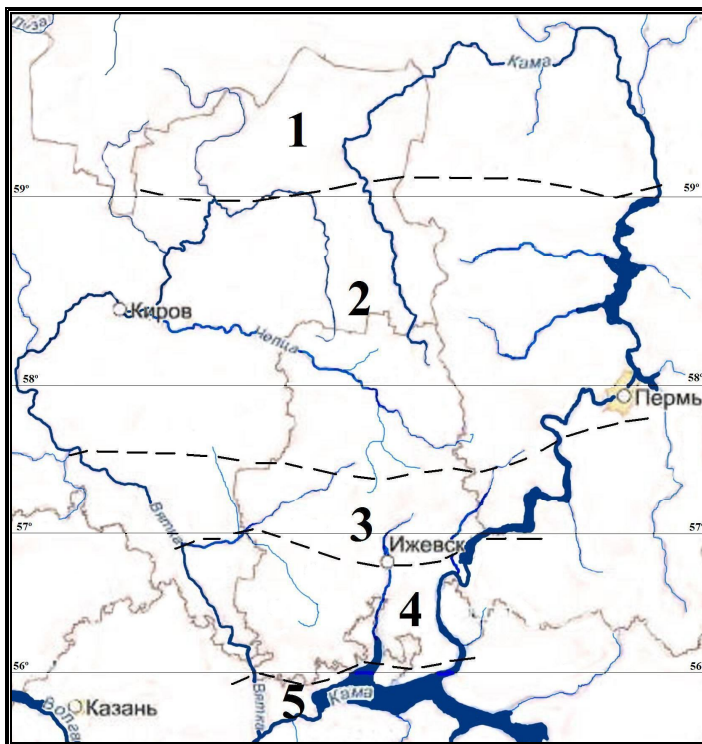 Луза
Кама
1
59°
59°
2
Киров
Чепца
58°
58°
Пермь
57°
57°
Вятка
3
Ижевск
4
56°
56°
5
Кама
Вятка
Казань
Волга